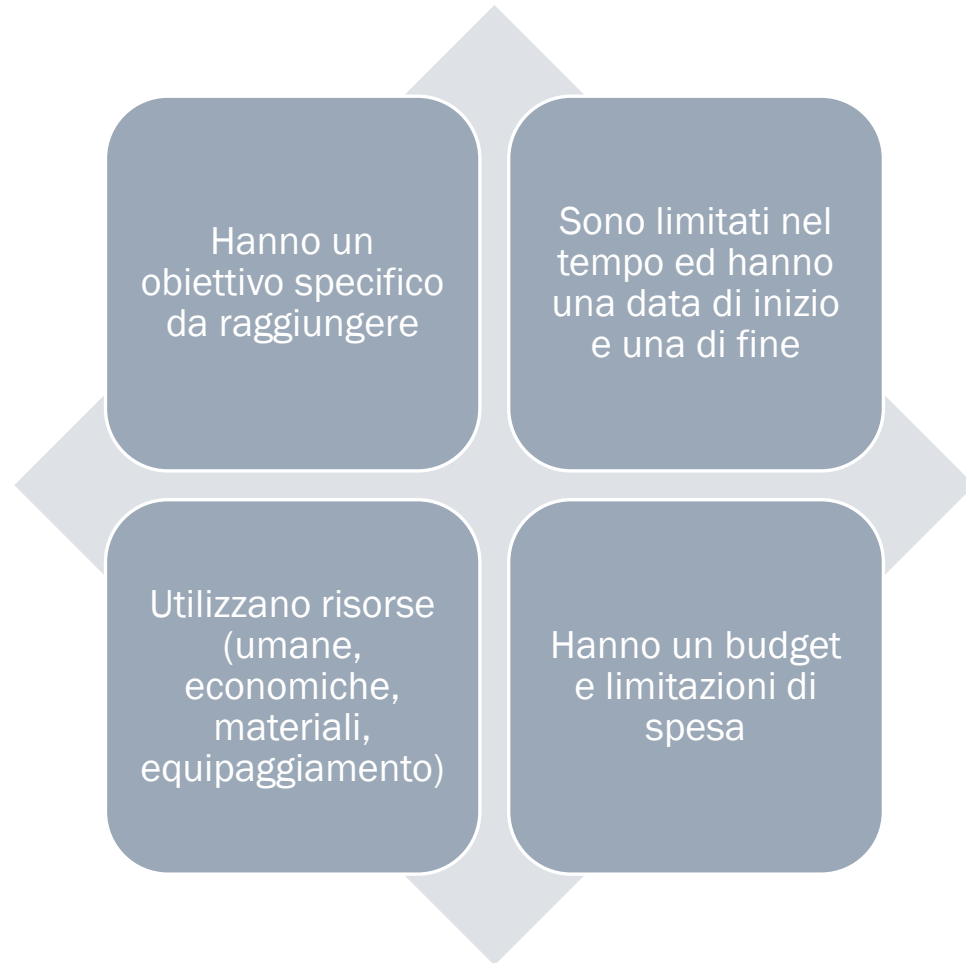 Hanno un
obiettivo specifico
da raggiungere
Sono limitati nel
tempo ed hanno
una data di inizio
e una di fine
Utilizzano risorse
(umane,
economiche,
materiali,
equipaggiamento)
Hanno un budget
e limitazioni di
spesa